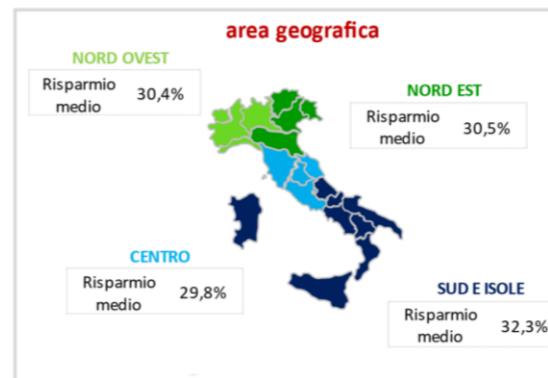 area geografica
NORD OVEST
Risparmio
medio 30,4%
NORD EST
Risparmio
medio 30,5%
CENTRO
Risparmio
medio 29,8%
SUD E ISOLE
Risparmio
medio 32,3%